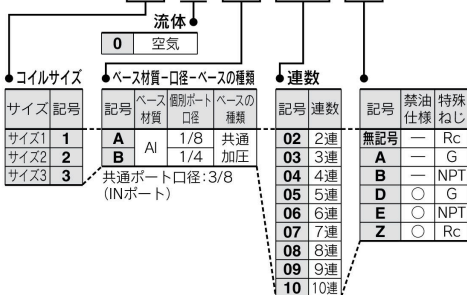 流体
0 空気
コイルサイズ
サイズ 記号
サイズ1 1
サイズ2 2
サイズ3 3
ベース材質-口径-ベースの種類
記号 ベース材質 個別ポート口径 ベースの種類
A Al 1/8 共通加圧
B 1/4
共通ポート口径:3/8
(INポート)
連数
記号 連数
02 2連
03 3連
04 4連
05 5連
06 6連
07 7連
08 8連
09 9連
10 10連
記号 禁油仕様 特殊ねじ
無記号 — Rc
A — G
B — NPT
D ○ G
E ○ NPT
Z ○ Rc